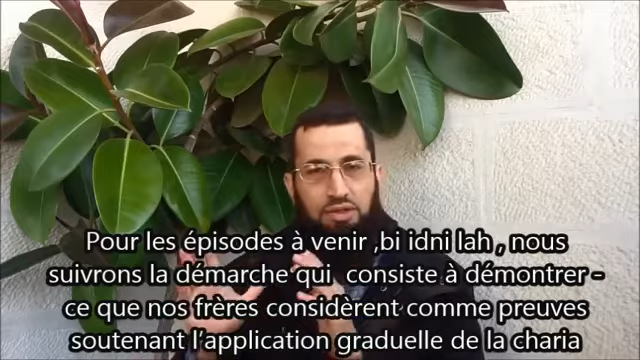 Pour les épisodes à venir ,bi idni lah , nous
suivrons la démarche qui  consiste à démontrer -
ce que nos frères considèrent comme preuves
soutenant l’application graduelle de la charia